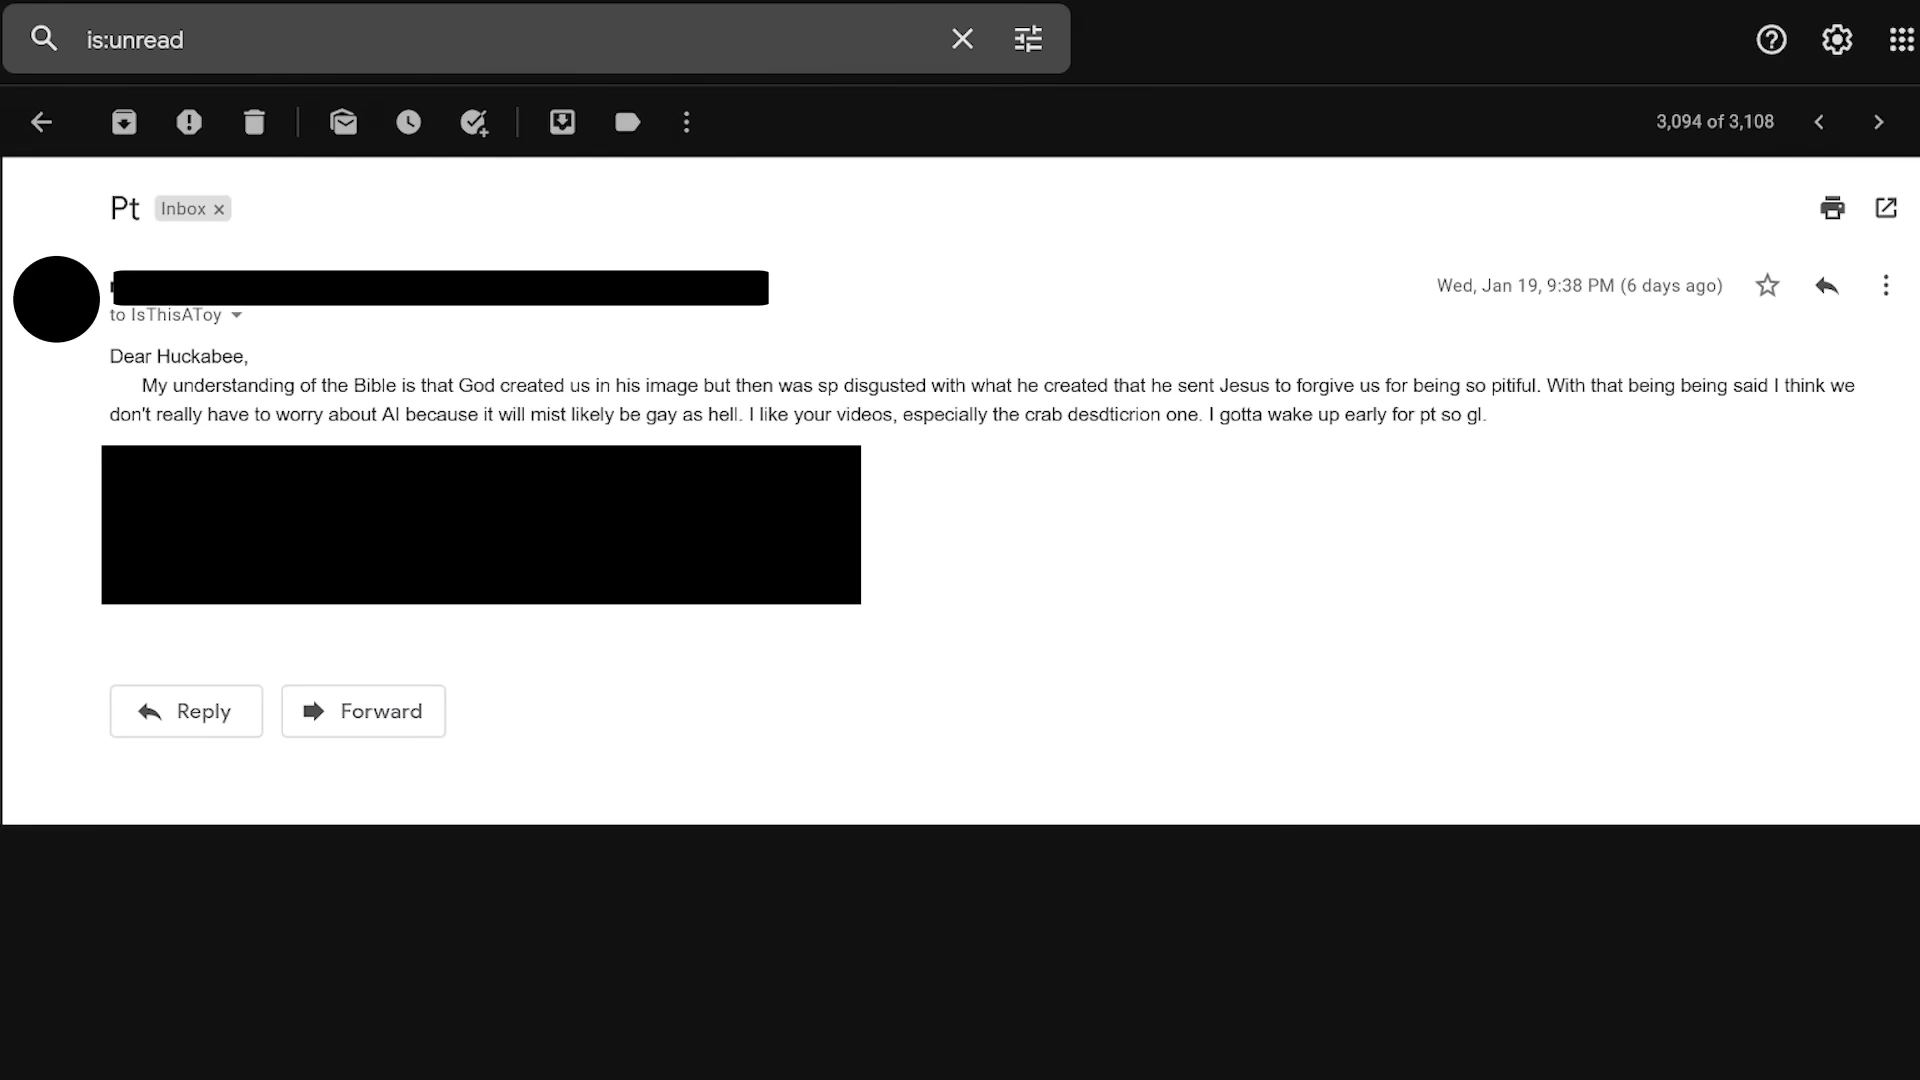 is:unread
3,094 of 3,108
Pt Inbox ×
Wed, Jan 19, 9:38 PM (6 days ago)
to IsThisAToy
Dear Huckabee,
My understanding of the Bible is that God created us in his image but then was sp disgusted with what he created that he sent Jesus to forgive us for being so pitiful. With that being being said I think we
don't really have to worry about AI because it will mist likely be gay as hell. I like your videos, especially the crab desdticrion one. I gotta wake up early for pt so gl.
Reply Forward